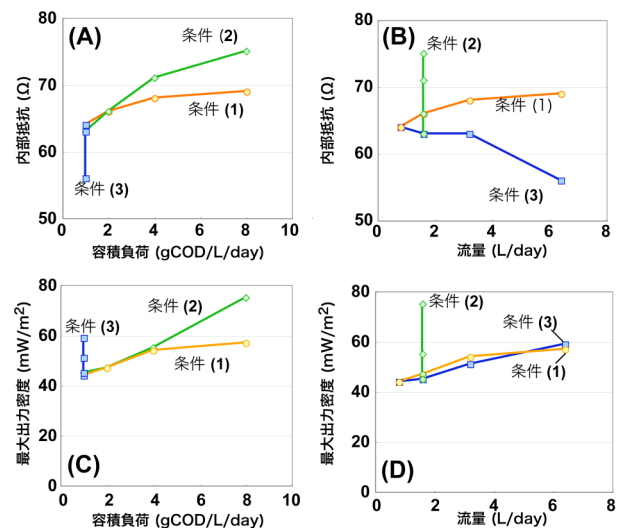 (A)
条件 (2)
条件 (1)
条件 (3)
80
70
60
50
0 2 4 6 8 10
内部抵抗 (Ω)
容積負荷 (gCOD/L/day)
(B)
条件 (2)
条件 (1)
条件 (3)
80
70
60
50
0 2 4 6 8
内部抵抗 (Ω)
流量 (L/day)
(C)
条件 (3)
条件 (2)
条件 (1)
80
60
40
20
0
0 2 4 6 8 10
最大出力密度 (mW/m²)
容積負荷 (gCOD/L/day)
(D)
条件 (2)
条件 (3)
条件 (1)
80
60
40
20
0
0 2 4 6 8
最大出力密度 (mW/m²)
流量 (L/day)